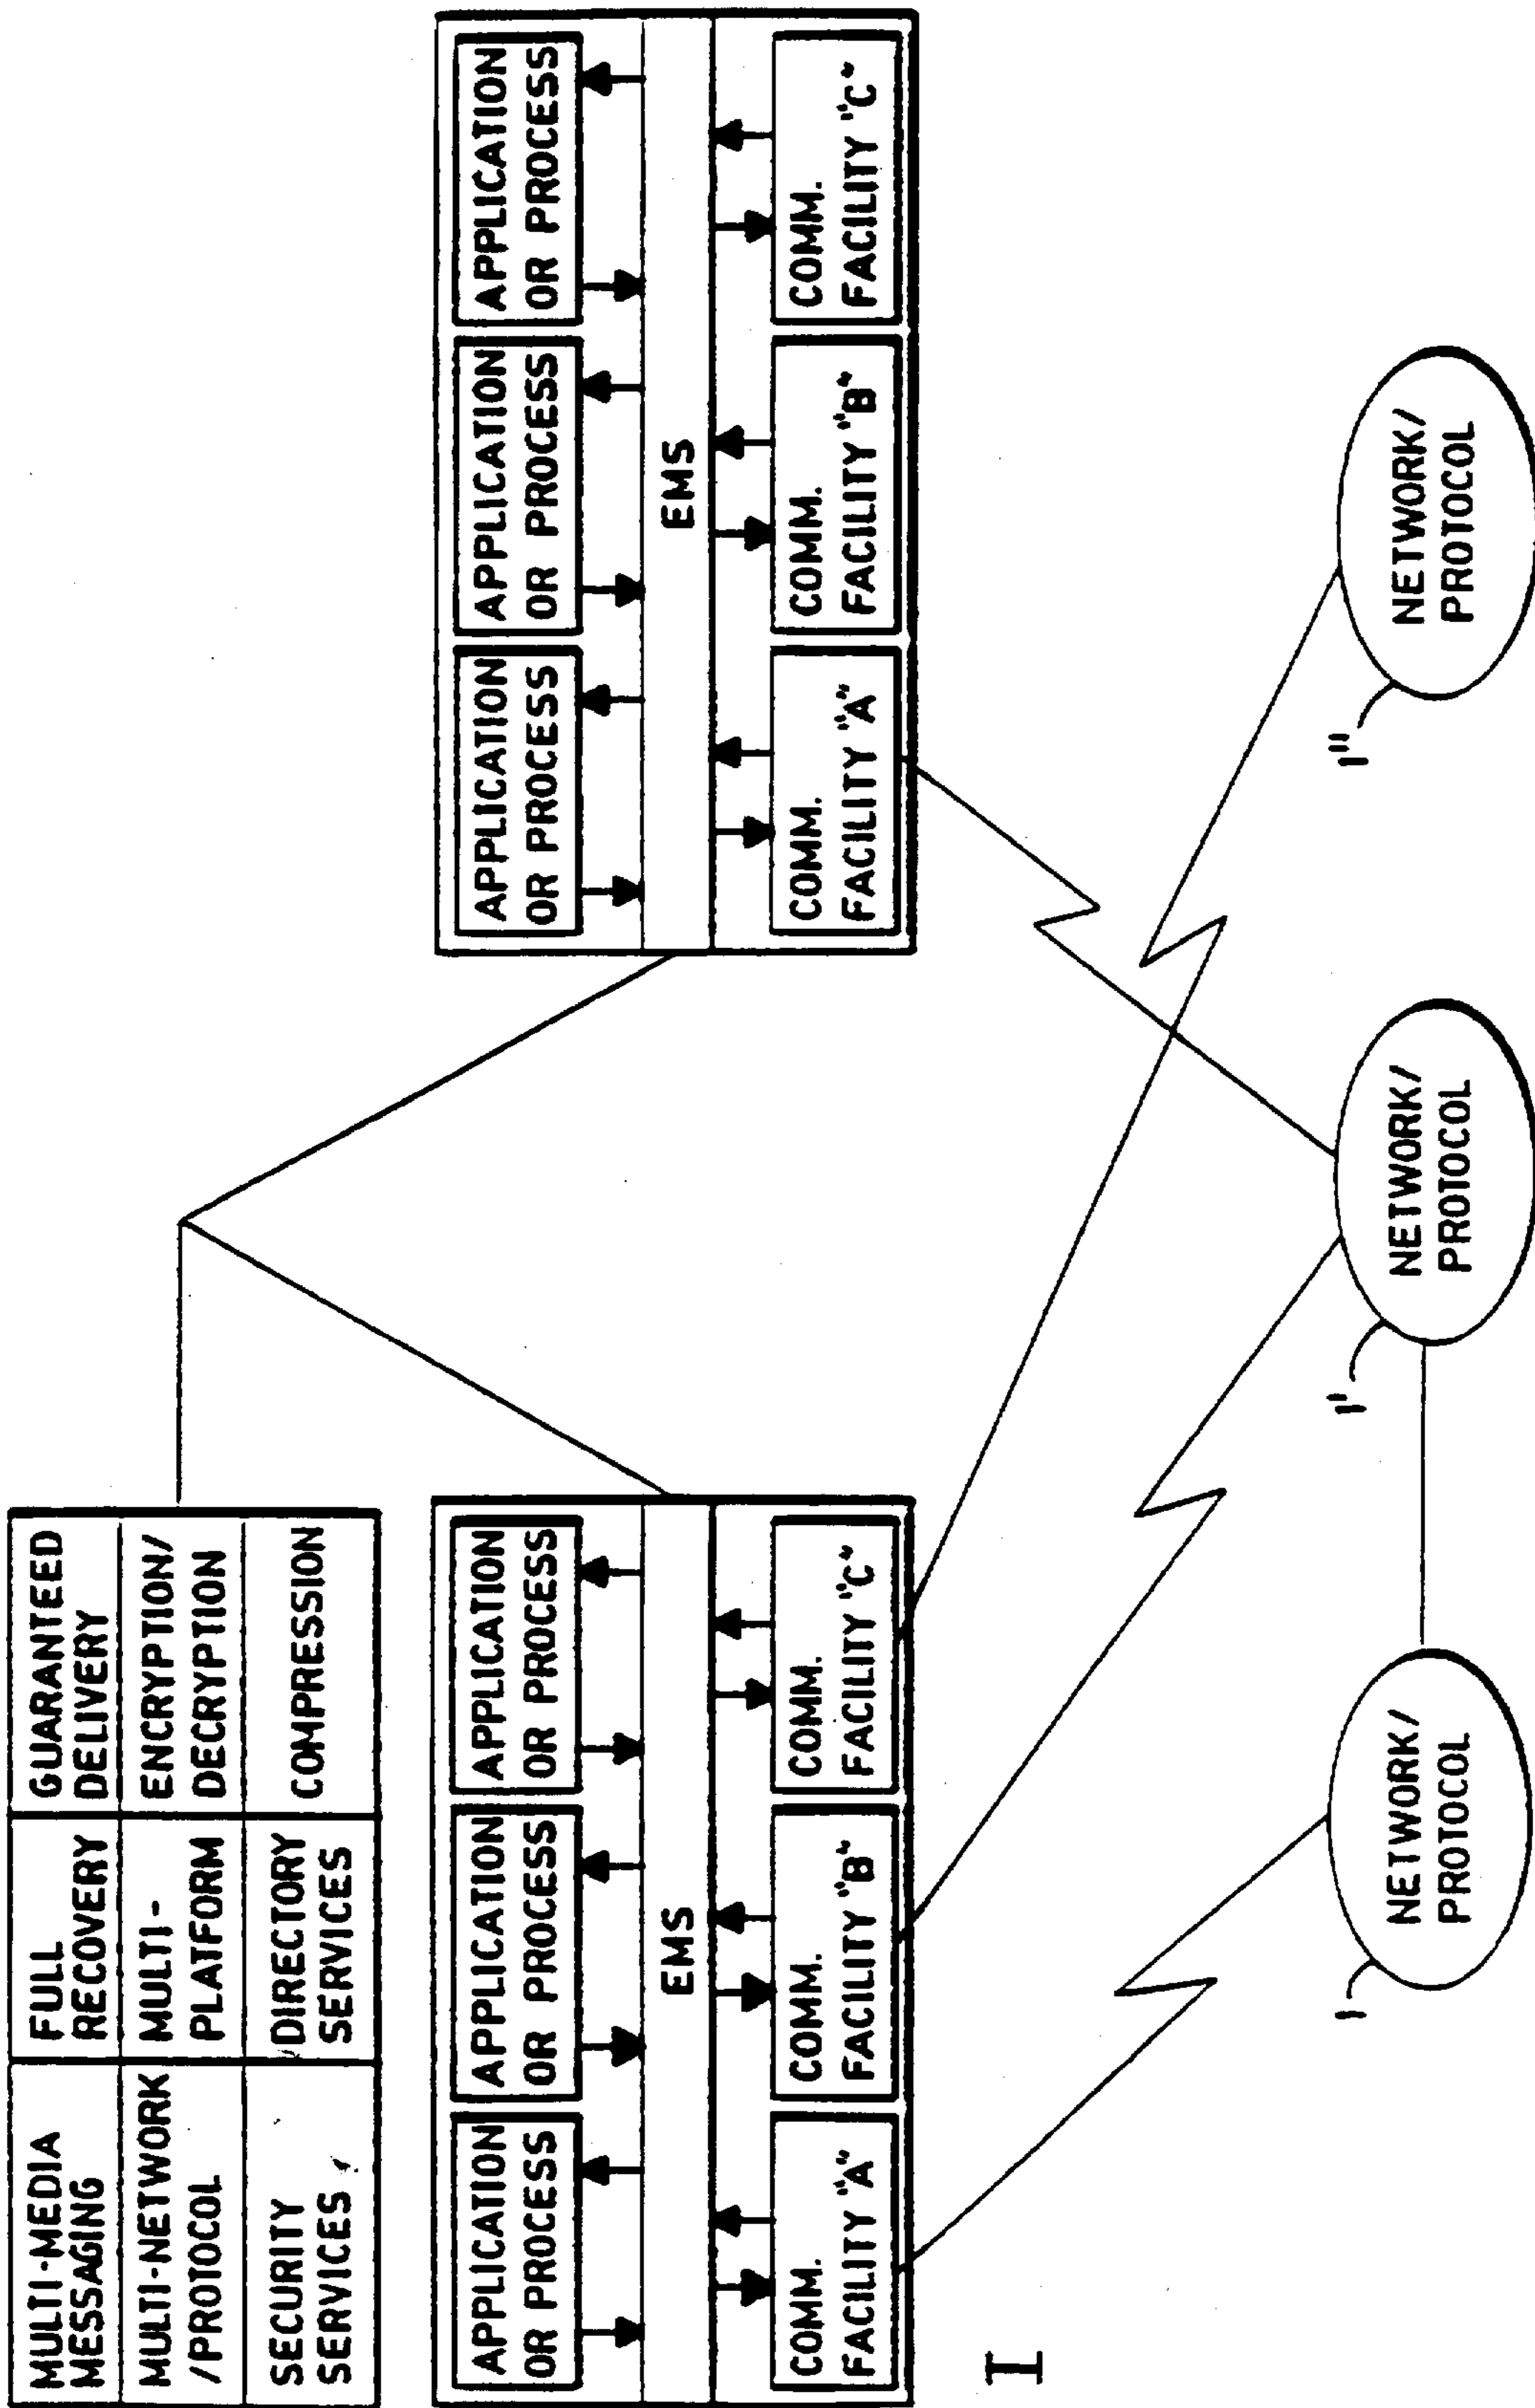 MULTI-MEDIA
MESSAGING
FULL
RECOVERY
GUARANTEED
DELIVERY
MULTI-NETWORK
/PROTOCOL
MULTI-
PLATFORM
ENCRYPTION/
DECRYPTION
SECURITY
SERVICES
DIRECTORY
SERVICES
COMPRESSION
APPLICATION
OR PROCESS
APPLICATION
OR PROCESS
APPLICATION
OR PROCESS
EMS
COMM.
FACILITY "A"
COMM.
FACILITY "B"
COMM.
FACILITY "C"
APPLICATION
OR PROCESS
APPLICATION
OR PROCESS
APPLICATION
OR PROCESS
EMS
COMM.
FACILITY "A"
COMM.
FACILITY "B"
COMM.
FACILITY "C"
I
1
NETWORK/
PROTOCOL
1'
NETWORK/
PROTOCOL
1"
NETWORK/
PROTOCOL